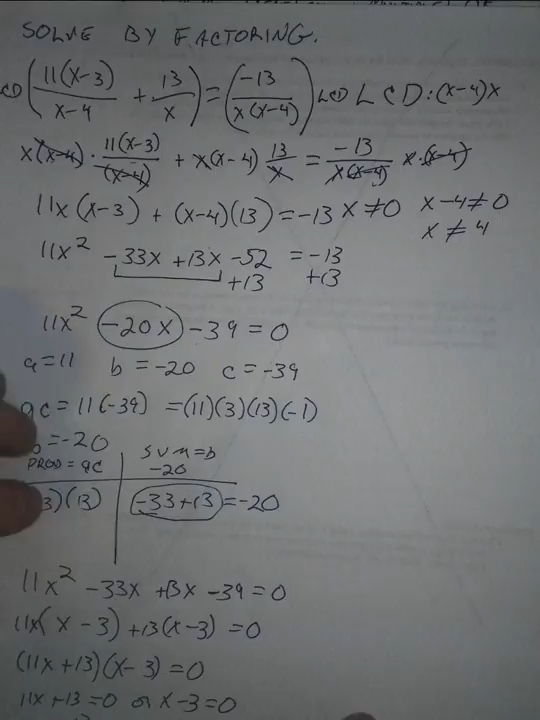 SOLVE BY FACTORING.
(11(x-3)/x-4 + 13/x) = (-13/x(x-4)) LCD LCD: (x-4)x
x(x-4) · 11(x-3)/(x-4) + x(x-4) 13/x = -13/x(x-4) x·(x-4)
11x(x-3) + (x-4)(13) = -13 x≠0 x-4≠0
x≠4
11x² -33x +13x -52 = -13
+13 +13
11x² -20x -39 = 0
a=11 b=-20 c=-39
ac = 11(-39) = (11)(3)(13)(-1)
b=-20
PROD=ac SUM=b
-20
3)(13) -33+13=-20
11x² -33x +13x -39=0
11x(x-3)+13(x-3)=0
(11x+13)(x-3)=0
11x+13=0 or x-3=0